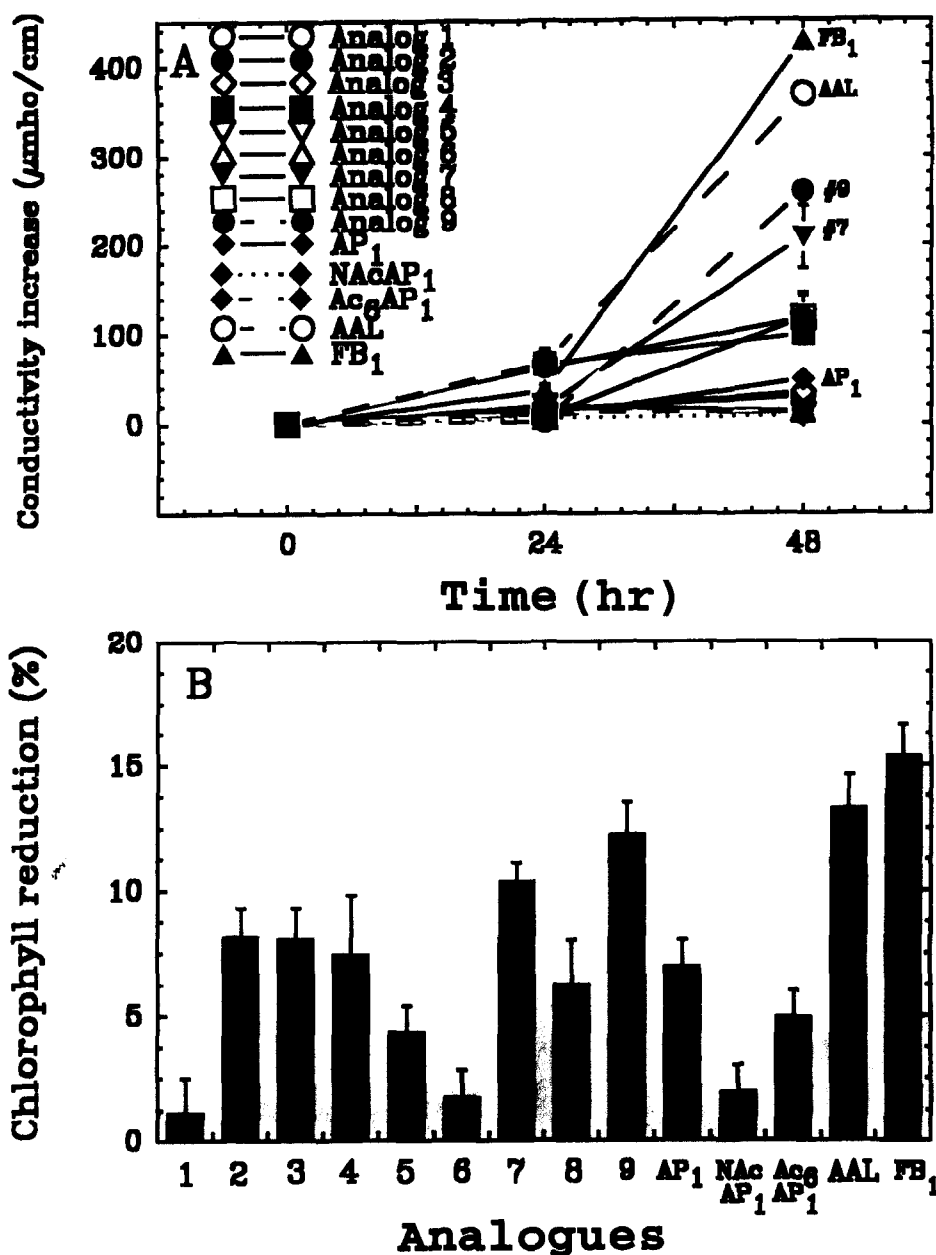 A
Analog 1
Analog 2
Analog 3
Analog 4
Analog 5
Analog 6
Analog 7
Analog 8
Analog 9
AP1
NAcAP1
Ac6AP1
AAL
FB1
Conductivity increase (μmho/cm)
400
300
200
100
0
FB1
AAL
#9
#7
AP1
0 24 48
Time (hr)
B
Chlorophyll reduction (%)
20
15
10
5
0
1 2 3 4 5 6 7 8 9 AP1 NAc AP1 Ac6 AP1 AAL FB1
Analogues